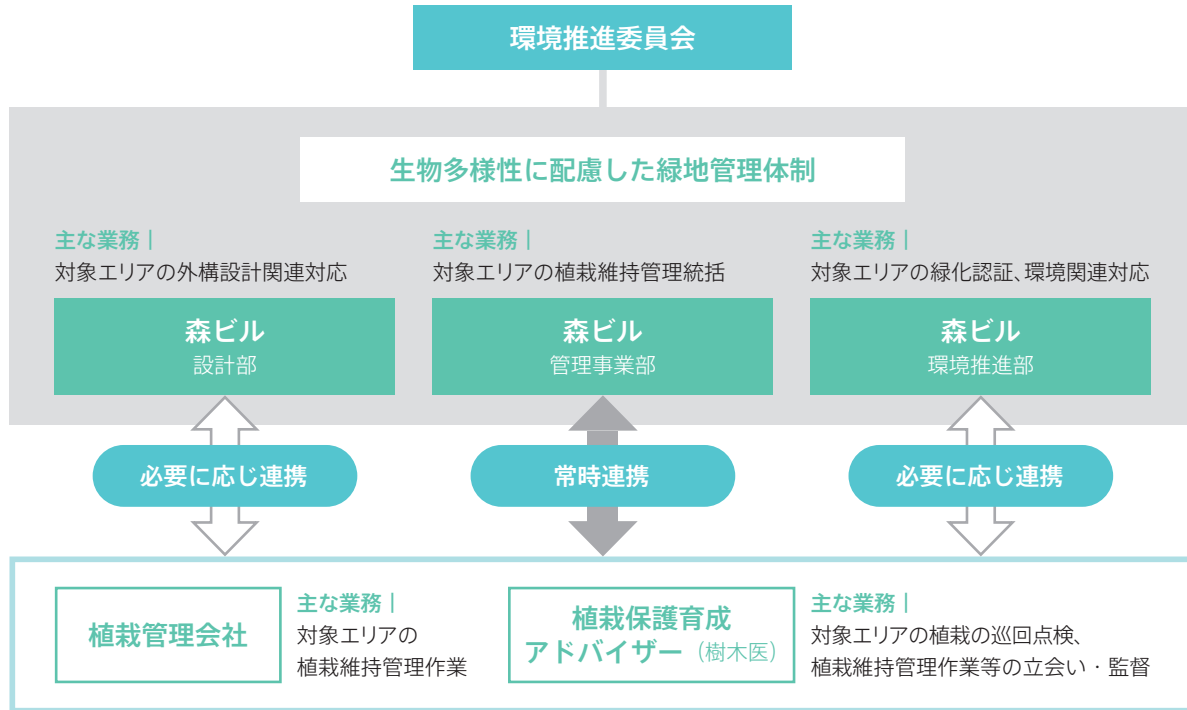 環境推進委員会
生物多様性に配慮した緑地管理体制
主な業務｜
対象エリアの外構設計関連対応
森ビル
設計部
主な業務｜
対象エリアの植栽維持管理統括
森ビル
管理事業部
主な業務｜
対象エリアの緑化認証、環境関連対応
森ビル
環境推進部
必要に応じ連携
常時連携
必要に応じ連携
植栽管理会社
主な業務｜
対象エリアの
植栽維持管理作業
植栽保護育成
アドバイザー（樹木医）
主な業務｜
対象エリアの植栽の巡回点検、
植栽維持管理作業等の立会い・監督